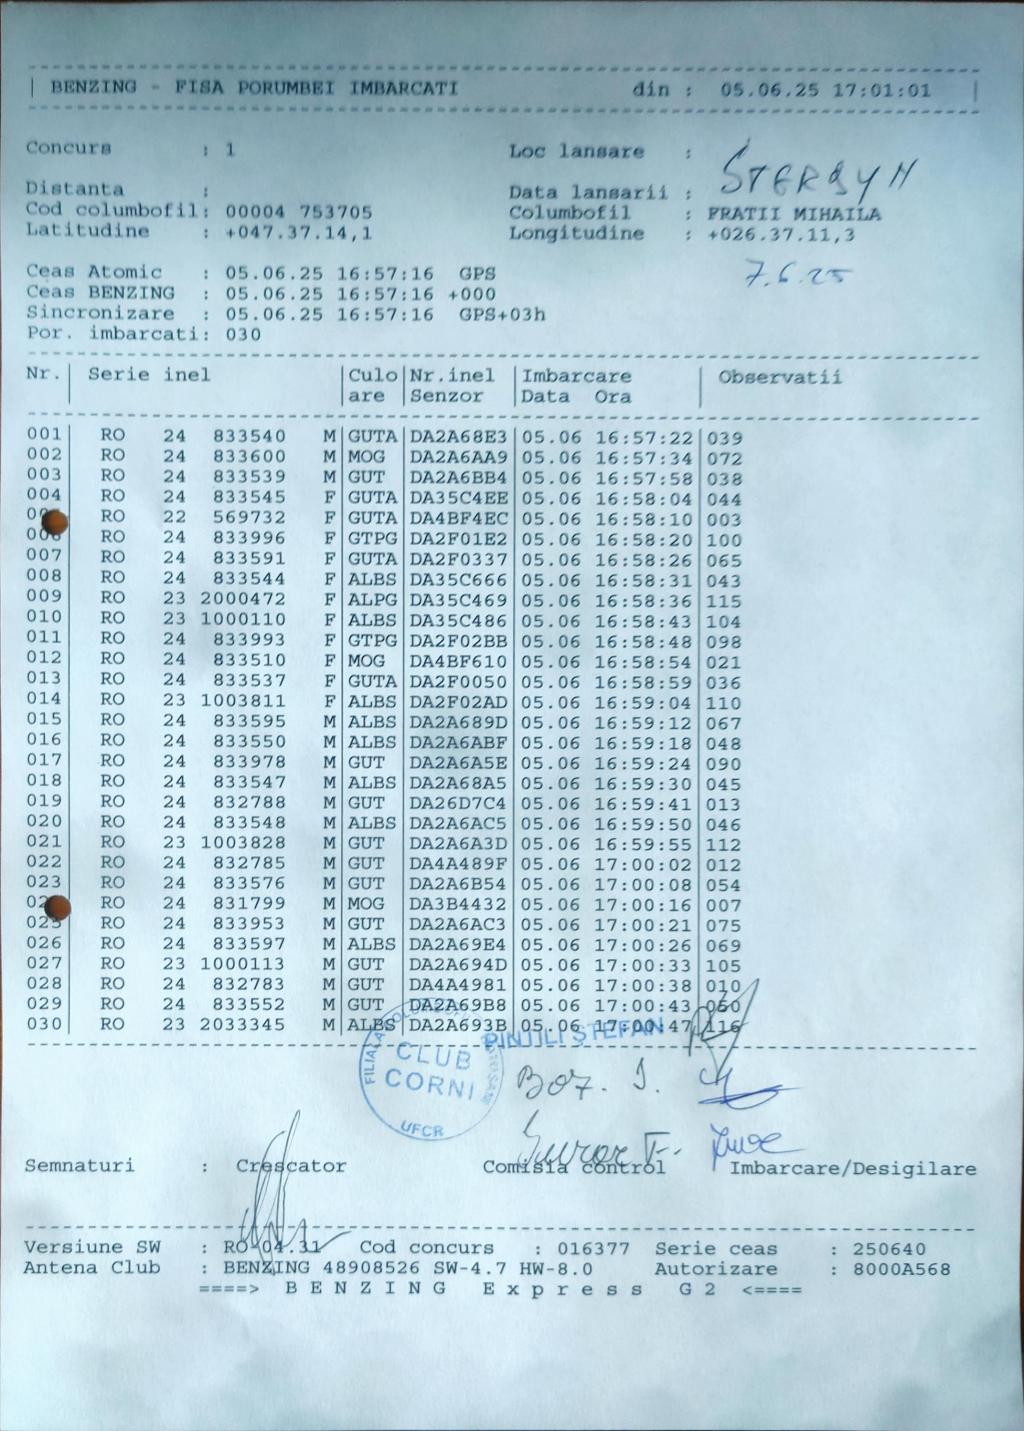 BENZING - FISA PORUMBEI IMBARCATI din : 05.06.25 17:01:01
Concurs : 1 Loc lansare :
Distanta : Data lansarii : STERSYN
Cod columbofil: 00004 753705 Columbofil : FRATII MIHAILA
Latitudine : +047.37.14,1 Longitudine : +026.37.11,3
Ceas Atomic : 05.06.25 16:57:16 GPS 7.6.25
Ceas BENZING : 05.06.25 16:57:16 +000
Sincronizare : 05.06.25 16:57:16 GPS+03h
Por. imbarcati: 030
Nr. Serie inel Culo Nr.inel Imbarcare Observatii
are Senzor Data Ora
001 RO 24 833540 M GUTA DA2A68E3 05.06 16:57:22 039
002 RO 24 833600 M MOG DA2A6AA9 05.06 16:57:34 072
003 RO 24 833539 M GUT DA2A6BB4 05.06 16:57:58 038
004 RO 24 833545 F GUTA DA35C4EE 05.06 16:58:04 044
RO 22 569732 F GUTA DA4BF4EC 05.06 16:58:10 003
006 RO 24 833996 F GTPG DA2F01E2 05.06 16:58:20 100
007 RO 24 833591 F GUTA DA2F0337 05.06 16:58:26 065
008 RO 24 833544 F ALBS DA35C666 05.06 16:58:31 043
009 RO 23 2000472 F ALPG DA35C469 05.06 16:58:36 115
010 RO 23 1000110 F ALBS DA35C486 05.06 16:58:43 104
011 RO 24 833993 F GTPG DA2F02BB 05.06 16:58:48 098
012 RO 24 833510 F MOG DA4BF610 05.06 16:58:54 021
013 RO 24 833537 F GUTA DA2F0050 05.06 16:58:59 036
014 RO 23 1003811 F ALBS DA2F02AD 05.06 16:59:04 110
015 RO 24 833595 M ALBS DA2A689D 05.06 16:59:12 067
016 RO 24 833550 M ALBS DA2A6ABF 05.06 16:59:18 048
017 RO 24 833978 M GUT DA2A6A5E 05.06 16:59:24 090
018 RO 24 833547 M ALBS DA2A68A5 05.06 16:59:30 045
019 RO 24 832788 M GUT DA26D7C4 05.06 16:59:41 013
020 RO 24 833548 M ALBS DA2A6AC5 05.06 16:59:50 046
021 RO 23 1003828 M GUT DA2A6A3D 05.06 16:59:55 112
022 RO 24 832785 M GUT DA4A489F 05.06 17:00:02 012
023 RO 24 833576 M GUT DA2A6B54 05.06 17:00:08 054
RO 24 831799 M MOG DA3B4432 05.06 17:00:16 007
025 RO 24 833953 M GUT DA2A6AC3 05.06 17:00:21 075
026 RO 24 833597 M ALBS DA2A69E4 05.06 17:00:26 069
027 RO 23 1000113 M GUT DA2A694D 05.06 17:00:33 105
028 RO 24 832783 M GUT DA4A4981 05.06 17:00:38 010
029 RO 24 833552 M GUT DA2A69B8 05.06 17:00:43 050
030 RO 23 2033345 M ALBS DA2A693B 05.06 17:00:47 116
PINTILI STEFAN
CLUB
CORNI
UFCR
Boz. I.
Semnaturi : Crescator Comisia control Imbarcare/Desigilare
Versiune SW : RO-04.31 Cod concurs : 016377 Serie ceas : 250640
Antena Club : BENZING 48908526 SW-4.7 HW-8.0 Autorizare : 8000A568
====> B E N Z I N G E x p r e s s G 2 <====